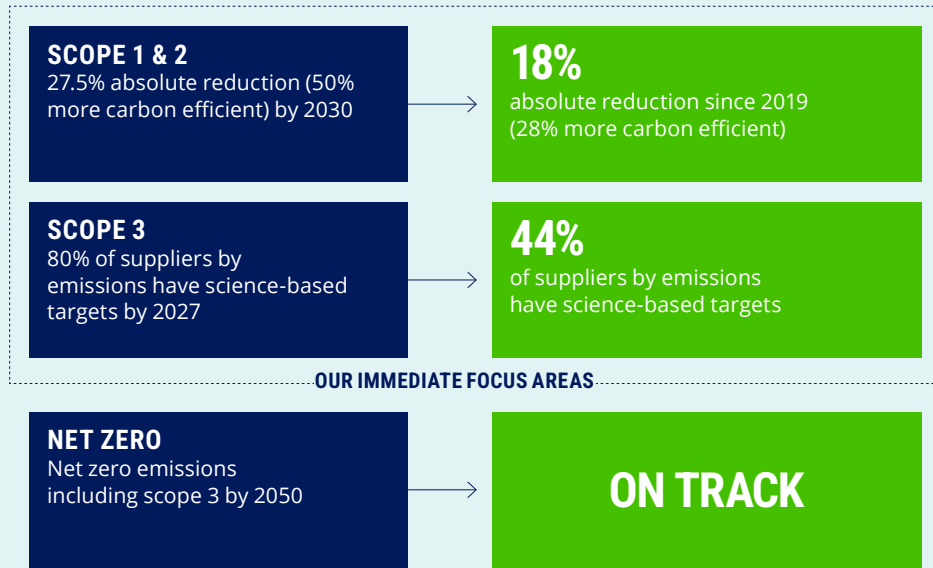 SCOPE 1 & 2
27.5% absolute reduction (50%
more carbon efficient) by 2030
18%
absolute reduction since 2019
(28% more carbon efficient)
SCOPE 3
80% of suppliers by
emissions have science-based
targets by 2027
44%
of suppliers by emissions
have science-based targets
OUR IMMEDIATE FOCUS AREAS
NET ZERO
Net zero emissions
including scope 3 by 2050
ON TRACK